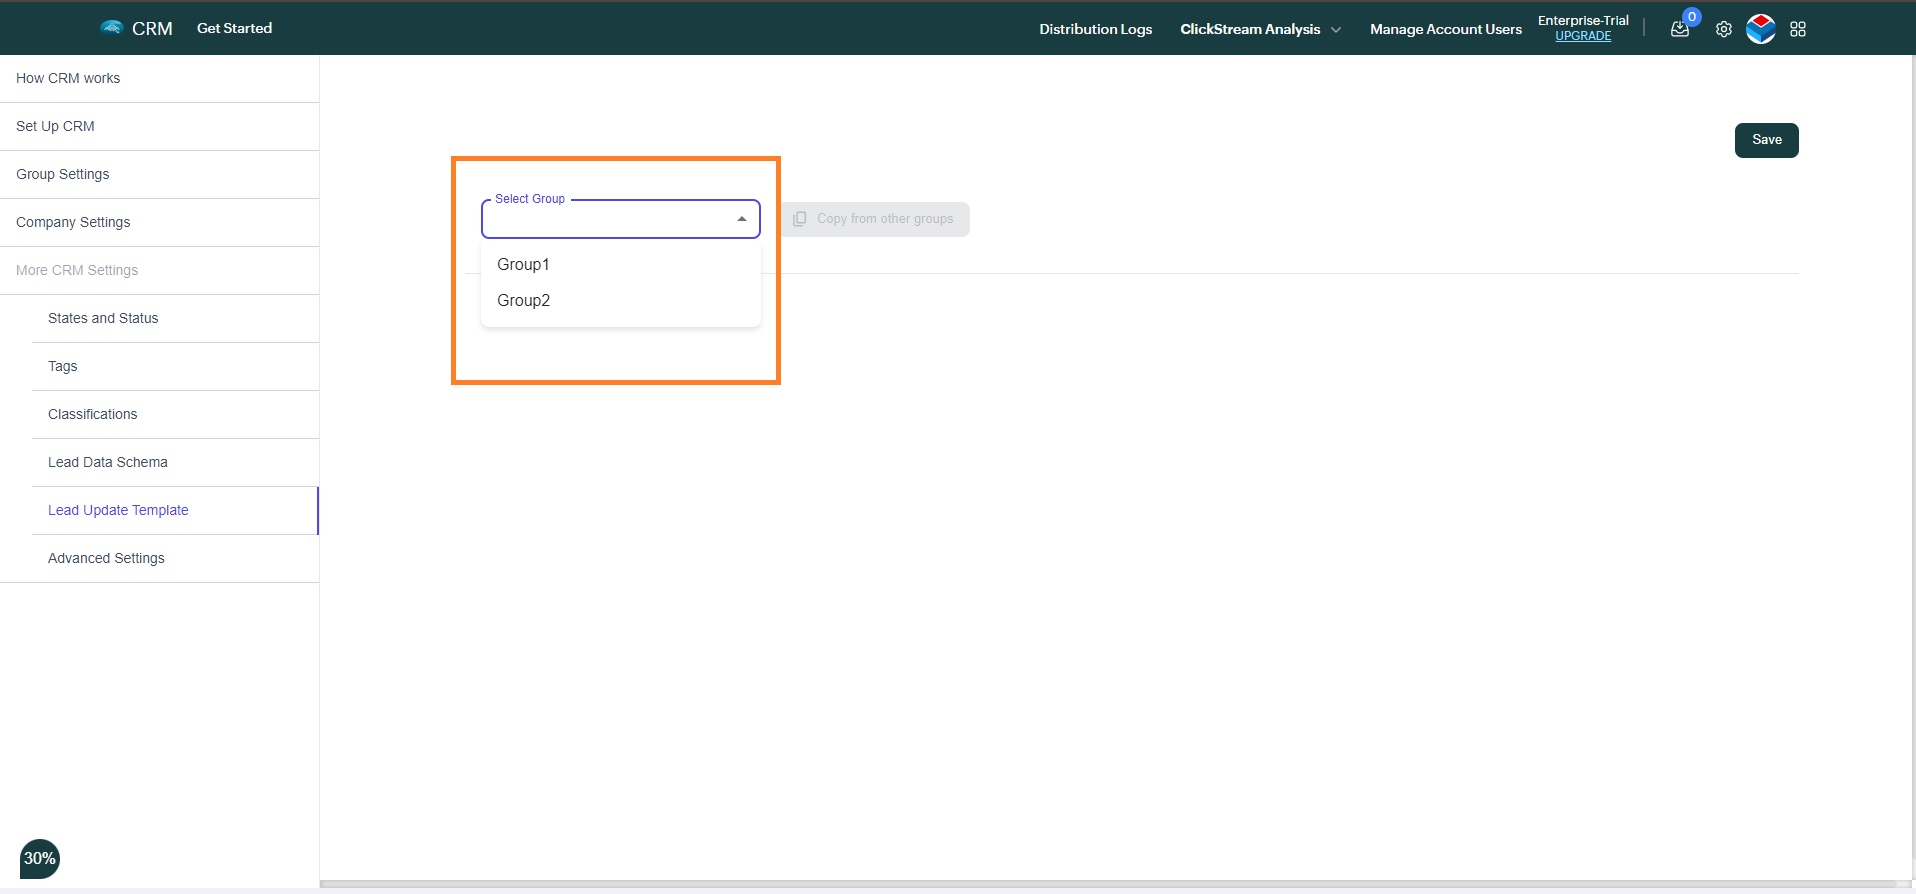 CRM
Get Started
Distribution Logs
ClickStream Analysis
Manage Account Users
Enterprise-Trial
UPGRADE
0
How CRM works
Set Up CRM
Group Settings
Company Settings
More CRM Settings
States and Status
Tags
Classifications
Lead Data Schema
Lead Update Template
Advanced Settings
Save
Select Group
Copy from other groups
Group1
Group2
30%